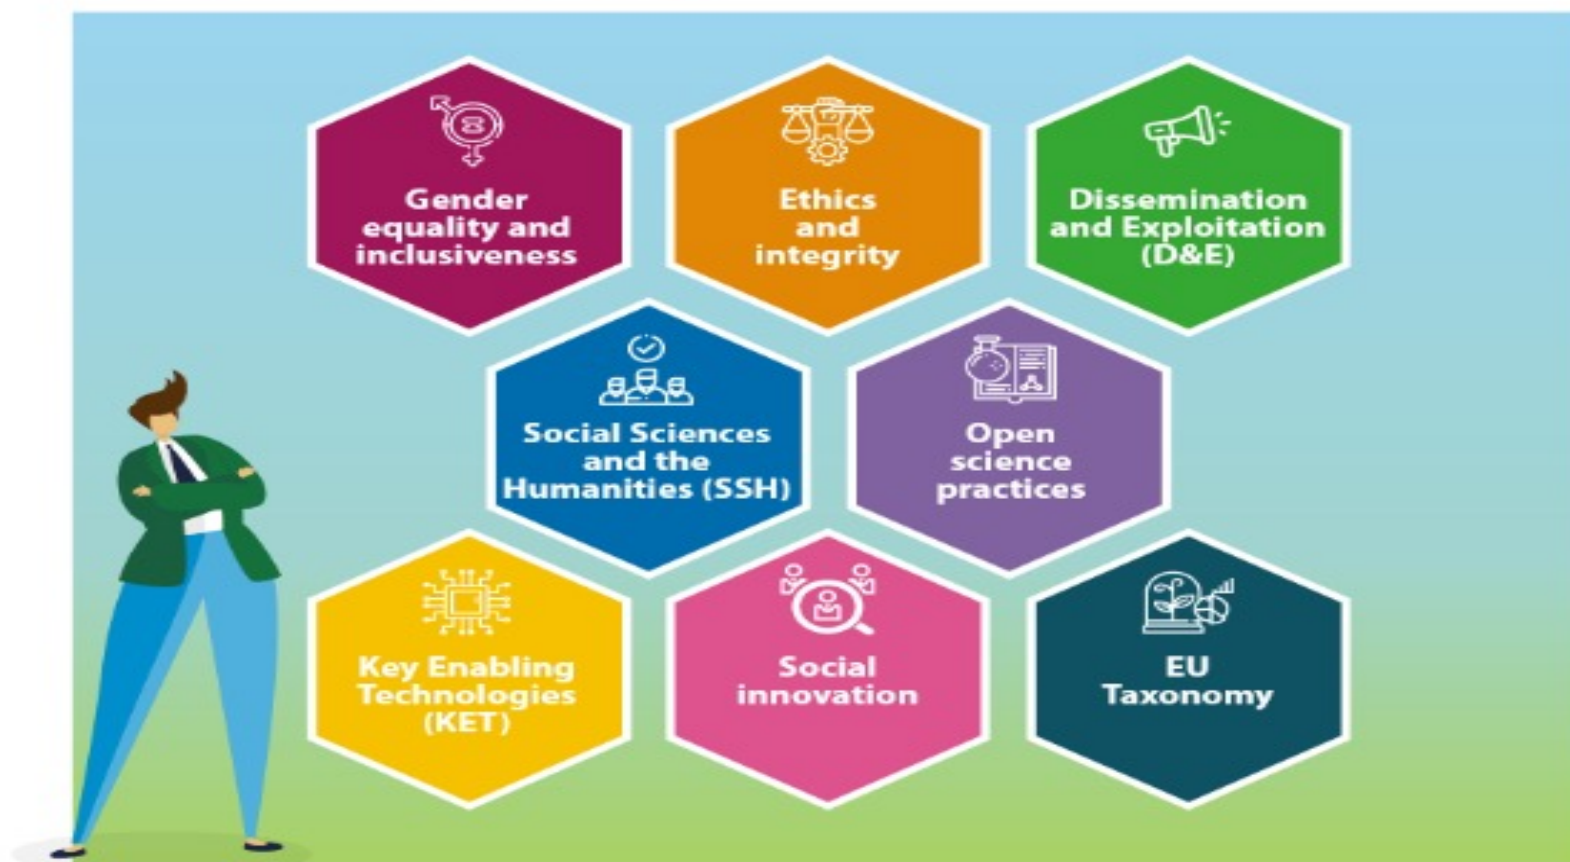 Gender
equality and
inclusiveness
Ethics
and
integrity
Dissemination
and Exploitation
(D&E)
Social Sciences
and the
Humanities (SSH)
Open
science
practices
Key Enabling
Technologies
(KET)
Social
innovation
EU
Taxonomy